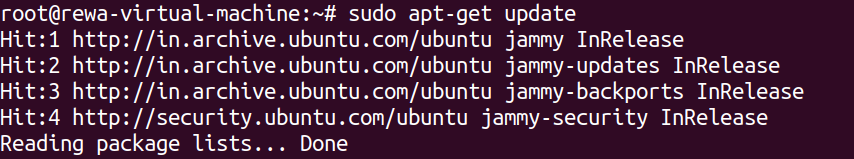 root@rewa-virtual-machine:~# sudo apt-get update
Hit:1 http://in.archive.ubuntu.com/ubuntu jammy InRelease
Hit:2 http://in.archive.ubuntu.com/ubuntu jammy-updates InRelease
Hit:3 http://in.archive.ubuntu.com/ubuntu jammy-backports InRelease
Hit:4 http://security.ubuntu.com/ubuntu jammy-security InRelease
Reading package lists... Done